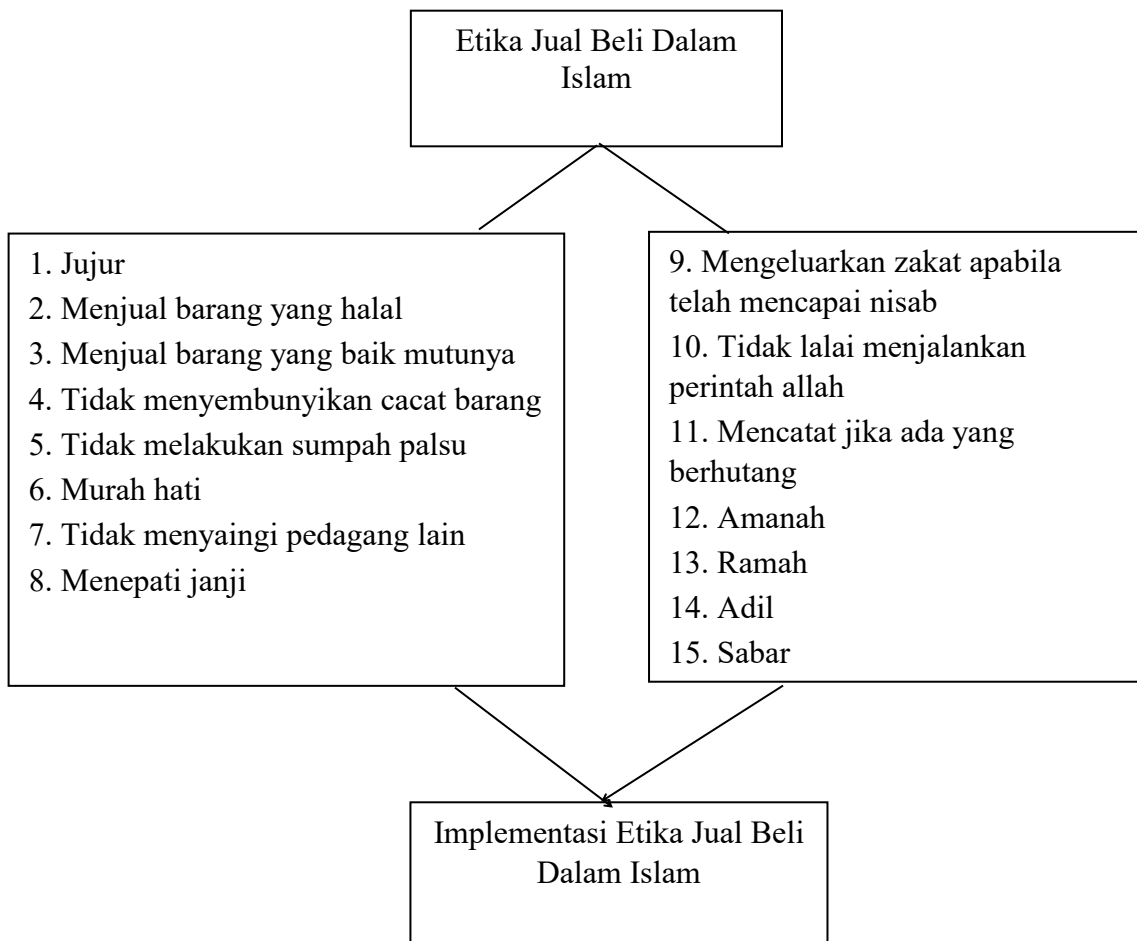 Etika Jual Beli Dalam
Islam
1. Jujur
2. Menjual barang yang halal
3. Menjual barang yang baik mutunya
4. Tidak menyembunyikan cacat barang
5. Tidak melakukan sumpah palsu
6. Murah hati
7. Tidak menyaingi pedagang lain
8. Menepati janji
9. Mengeluarkan zakat apabila
telah mencapai nisab
10. Tidak lalai menjalankan
perintah allah
11. Mencatat jika ada yang
berhutang
12. Amanah
13. Ramah
14. Adil
15. Sabar
Implementasi Etika Jual Beli
Dalam Islam